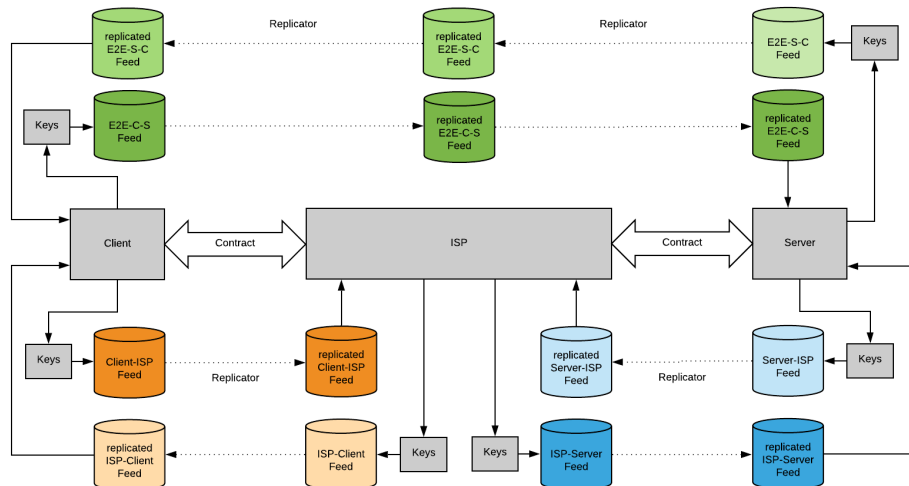 replicated
E2E-S-C
Feed
Replicator
replicated
E2E-S-C
Feed
Replicator
E2E-S-C
Feed
Keys
Keys
E2E-C-S
Feed
replicated
E2E-C-S
Feed
replicated
E2E-C-S
Feed
Client
Contract
ISP
Contract
Server
Keys
Client-ISP
Feed
Replicator
replicated
Client-ISP
Feed
replicated
Server-ISP
Feed
Replicator
Server-ISP
Feed
Keys
replicated
ISP-Client
Feed
ISP-Client
Feed
Keys
Keys
ISP-Server
Feed
replicated
ISP-Server
Feed